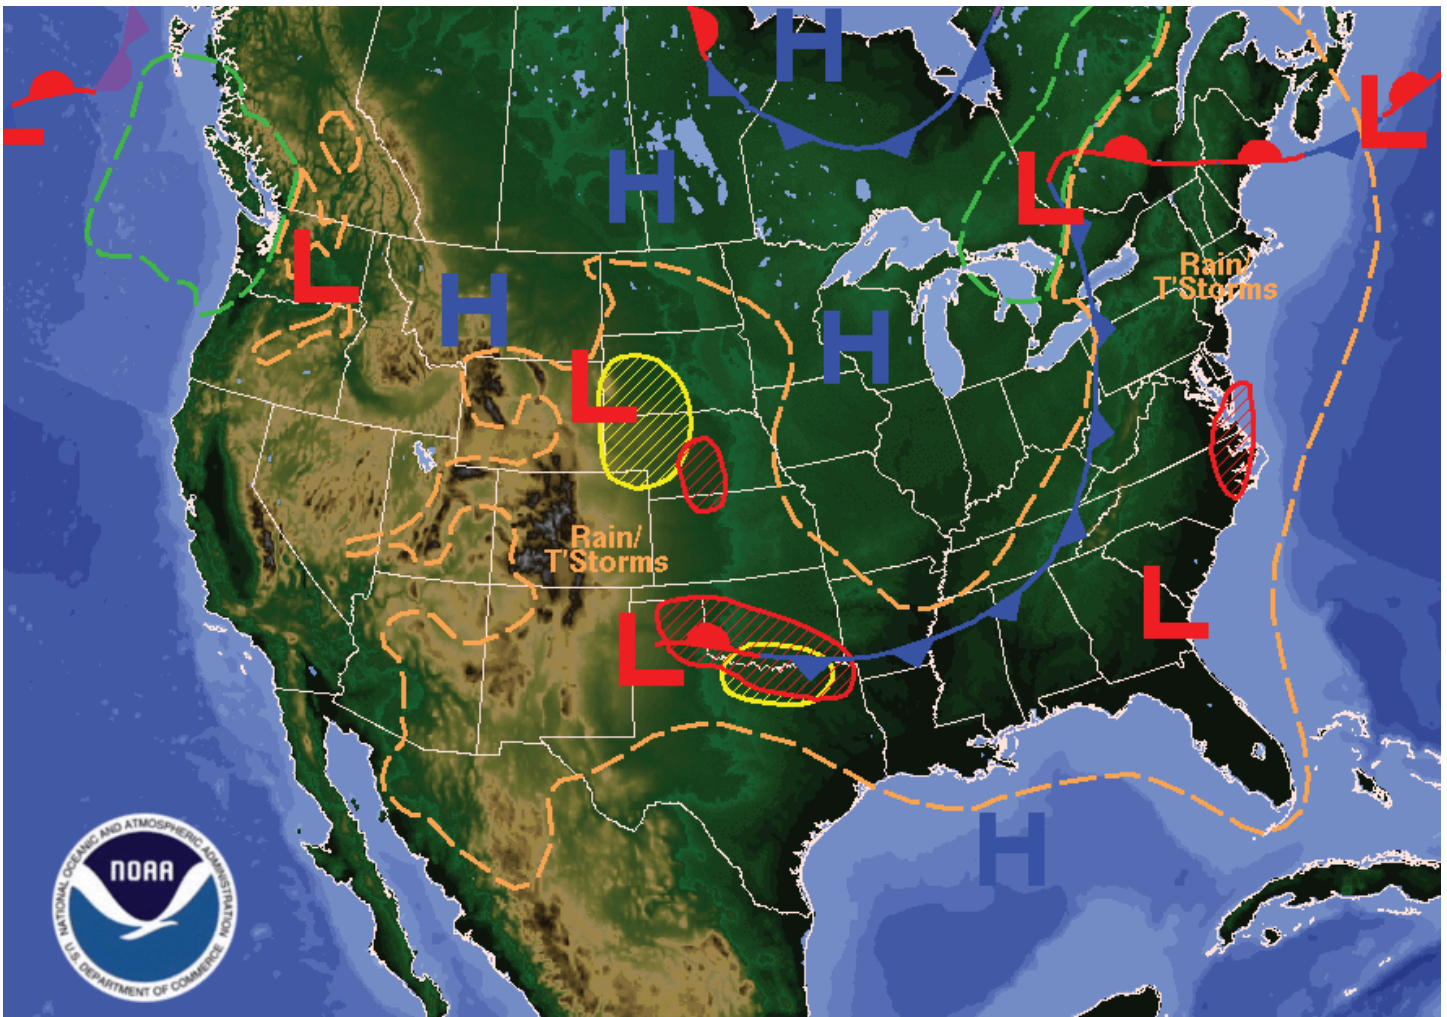 H
H
L
L
H
L
Rain/
T'Storms
L
H
H
L
Rain/
T'Storms
L
L
H
NATIONAL OCEANIC AND ATMOSPHERIC ADMINISTRATION
NOAA
U.S. DEPARTMENT OF COMMERCE